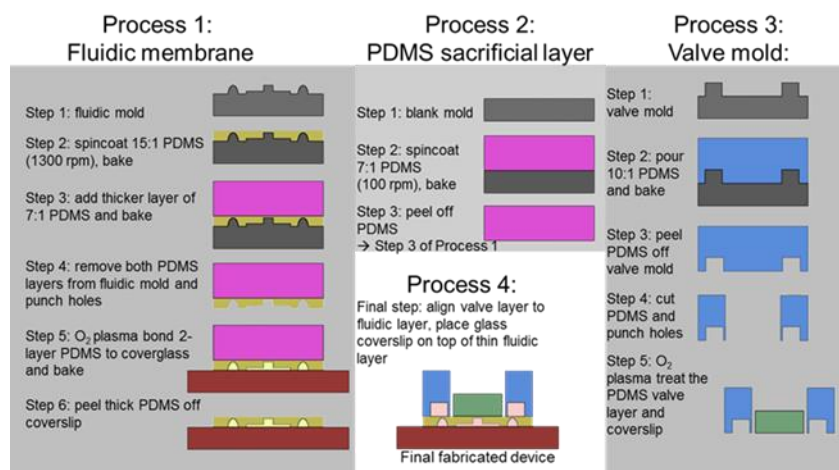 Process 1:
Fluidic membrane
Step 1: fluidic mold
Step 2: spincoat 15:1 PDMS
(1300 rpm), bake
Step 3: add thicker layer of
7:1 PDMS and bake
Step 4: remove both PDMS
layers from fluidic mold and
punch holes
Step 5: O₂ plasma bond 2-
layer PDMS to coverglass
and bake
Step 6: peel thick PDMS off
coverslip
Process 2:
PDMS sacrificial layer
Step 1: blank mold
Step 2: spincoat
7:1 PDMS
(100 rpm), bake
Step 3: peel off
PDMS
→ Step 3 of Process 1
Process 4:
Final step: align valve layer to
fluidic layer, place glass
coverslip on top of thin fluidic
layer
Final fabricated device
Process 3:
Valve mold:
Step 1:
valve mold
Step 2: pour
10:1 PDMS
and bake
Step 3: peel
PDMS off
valve mold
Step 4: cut
PDMS and
punch holes
Step 5: O₂
plasma treat the
PDMS valve
layer and
coverslip